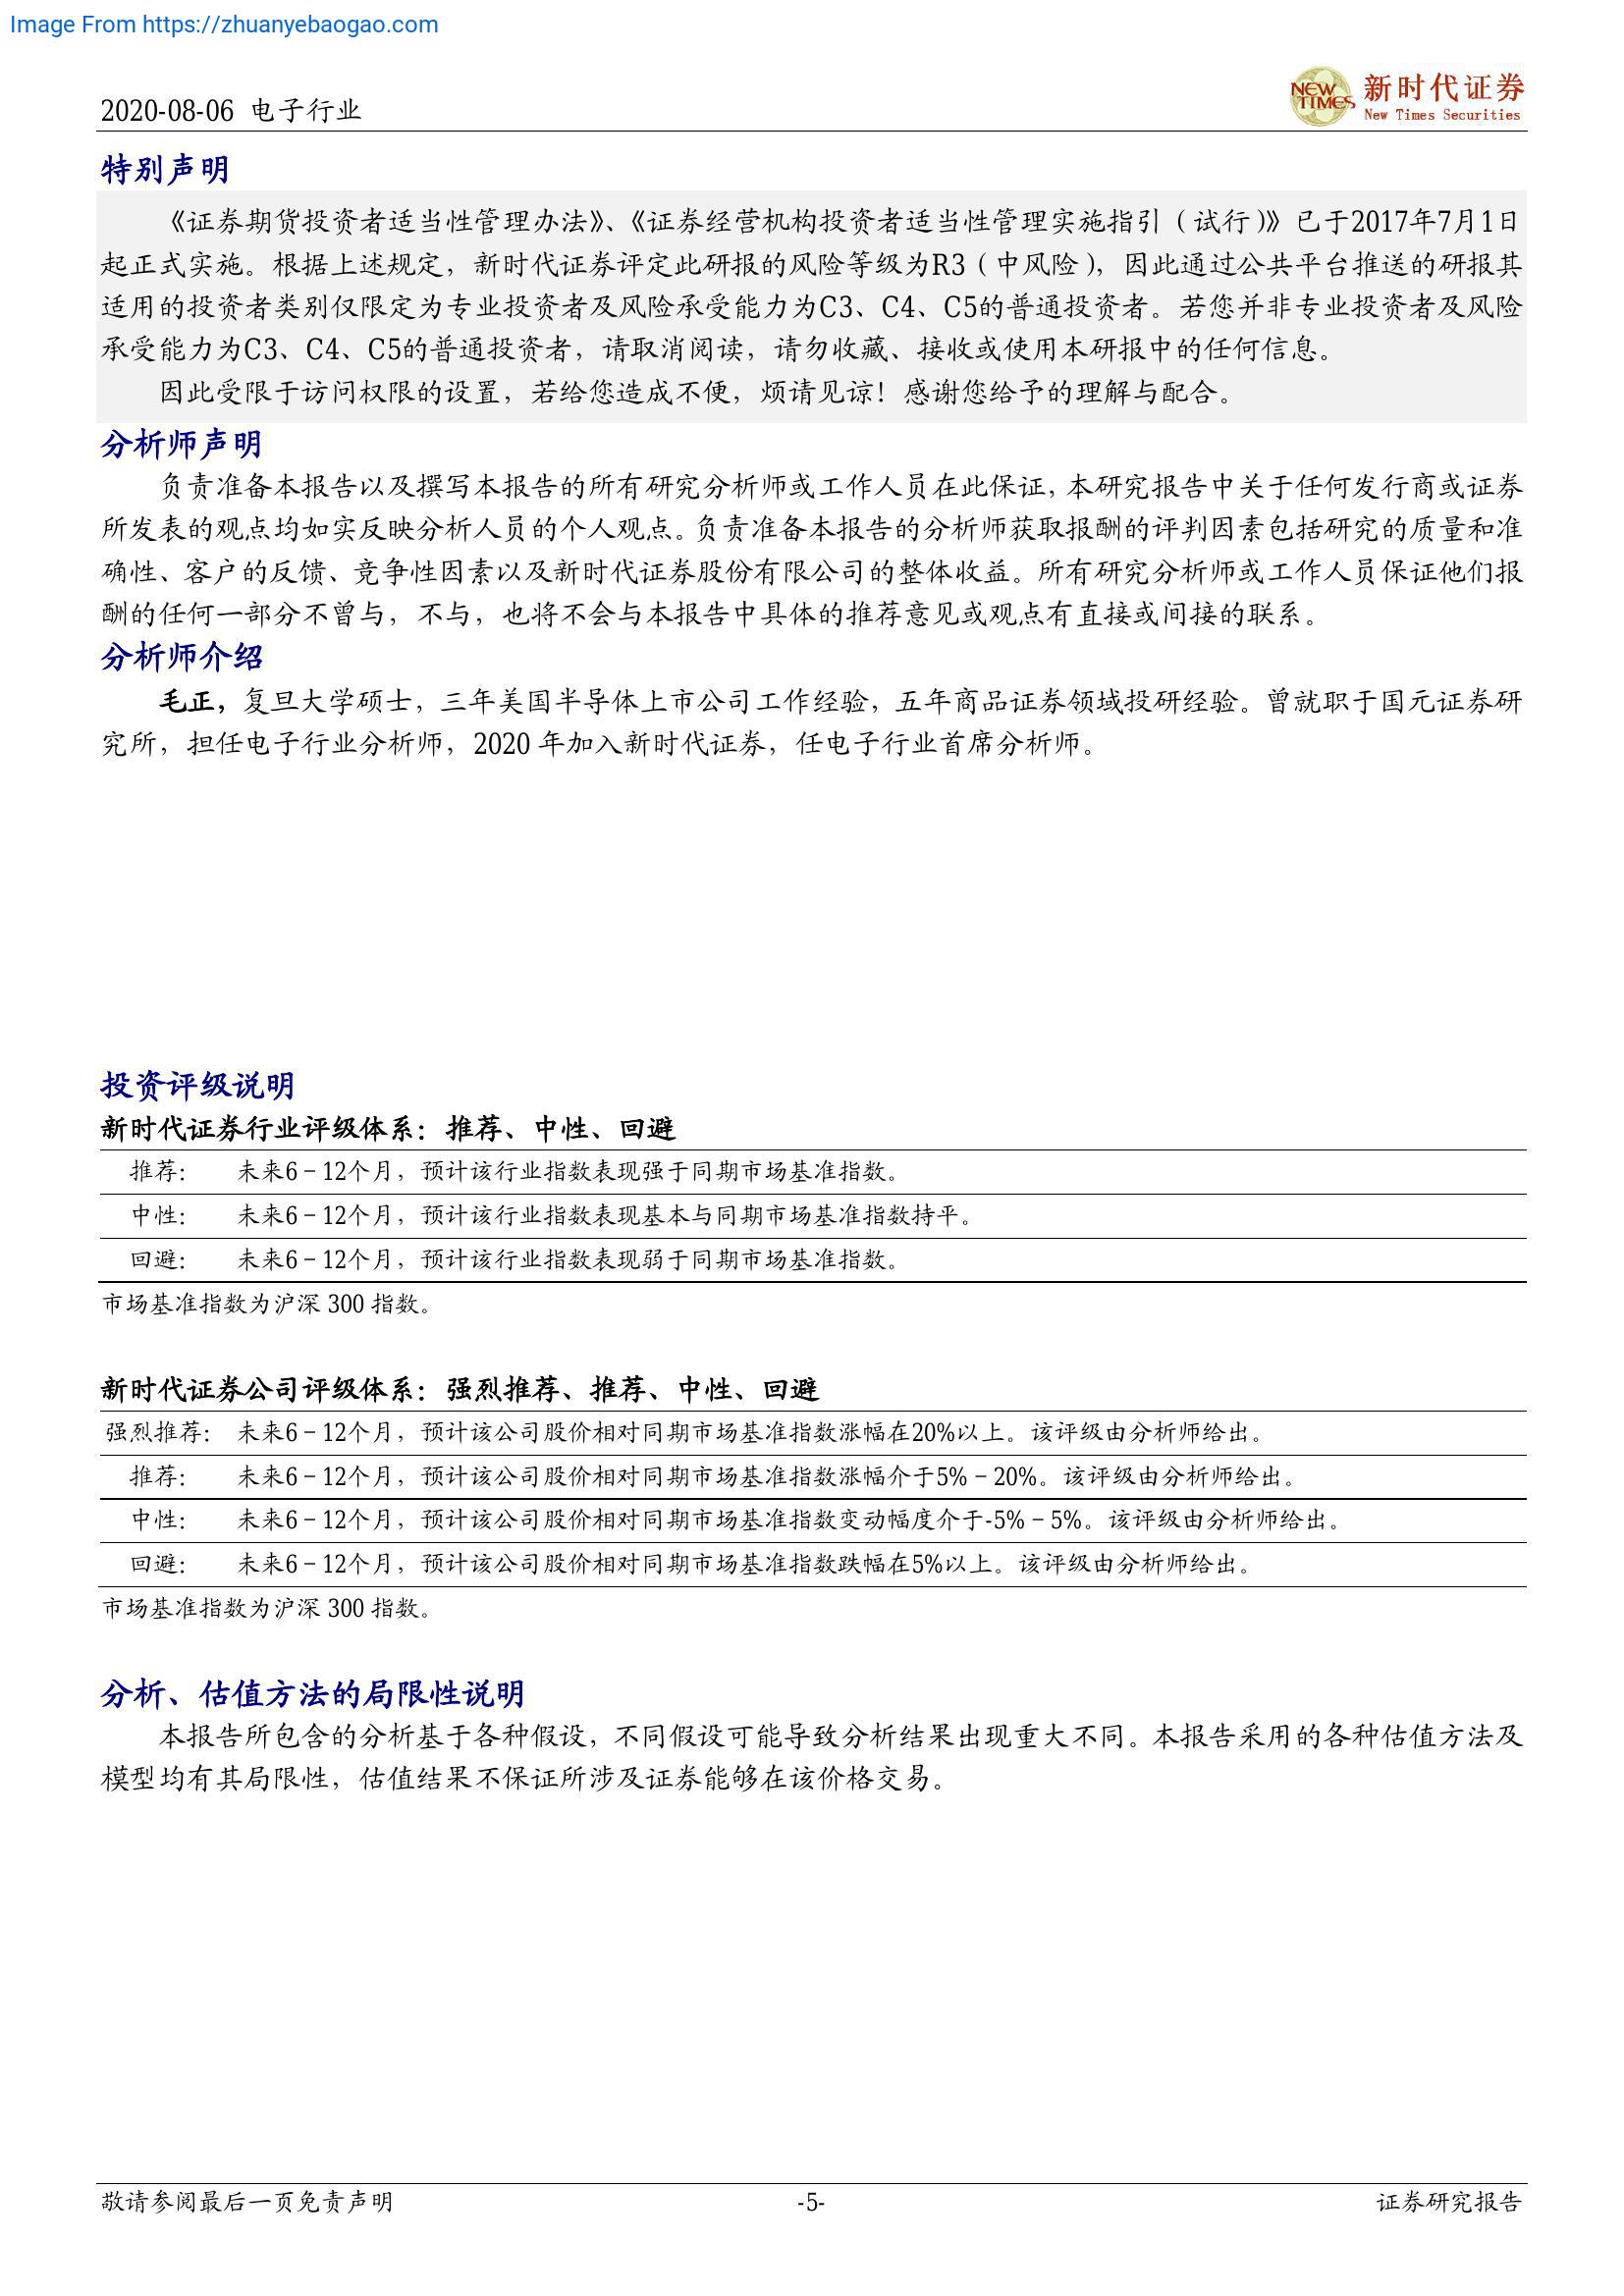 Image From https://zhuanyebaogao.com
2020-08-06 电子行业
NEW TIMES
新时代证券
New Times Securities
特别声明
《证券期货投资者适当性管理办法》、《证券经营机构投资者适当性管理实施指引（试行）》已于2017年7月1日
起正式实施。根据上述规定，新时代证券评定此研报的风险等级为R3（中风险），因此通过公共平台推送的研报其
适用的投资者类别仅限定为专业投资者及风险承受能力为C3、C4、C5的普通投资者。若您并非专业投资者及风险
承受能力为C3、C4、C5的普通投资者，请取消阅读，请勿收藏、接收或使用本研报中的任何信息。
因此受限于访问权限的设置，若给您造成不便，烦请见谅！感谢您给予的理解与配合。
分析师声明
负责准备本报告以及撰写本报告的所有研究分析师或工作人员在此保证，本研究报告中关于任何发行商或证券
所发表的观点均如实反映分析人员的个人观点。负责准备本报告的分析师获取报酬的评判因素包括研究的质量和准
确性、客户的反馈、竞争性因素以及新时代证券股份有限公司的整体收益。所有研究分析师或工作人员保证他们报
酬的任何一部分不曾与，不与，也将不会与本报告中具体的推荐意见或观点有直接或间接的联系。
分析师介绍
毛正，复旦大学硕士，三年美国半导体上市公司工作经验，五年商品证券领域投研经验。曾就职于国元证券研
究所，担任电子行业分析师，2020 年加入新时代证券，任电子行业首席分析师。
投资评级说明
新时代证券行业评级体系：推荐、中性、回避
推荐： 未来6－12个月，预计该行业指数表现强于同期市场基准指数。
中性： 未来6－12个月，预计该行业指数表现基本与同期市场基准指数持平。
回避： 未来6－12个月，预计该行业指数表现弱于同期市场基准指数。
市场基准指数为沪深 300 指数。
新时代证券公司评级体系：强烈推荐、推荐、中性、回避
强烈推荐： 未来6－12个月，预计该公司股价相对同期市场基准指数涨幅在20%以上。该评级由分析师给出。
推荐： 未来6－12个月，预计该公司股价相对同期市场基准指数涨幅介于5%－20%。该评级由分析师给出。
中性： 未来6－12个月，预计该公司股价相对同期市场基准指数变动幅度介于-5%－5%。该评级由分析师给出。
回避： 未来6－12个月，预计该公司股价相对同期市场基准指数跌幅在5%以上。该评级由分析师给出。
市场基准指数为沪深 300 指数。
分析、估值方法的局限性说明
本报告所包含的分析基于各种假设，不同假设可能导致分析结果出现重大不同。本报告采用的各种估值方法及
模型均有其局限性，估值结果不保证所涉及证券能够在该价格交易。
敬请参阅最后一页免责声明
-5-
证券研究报告